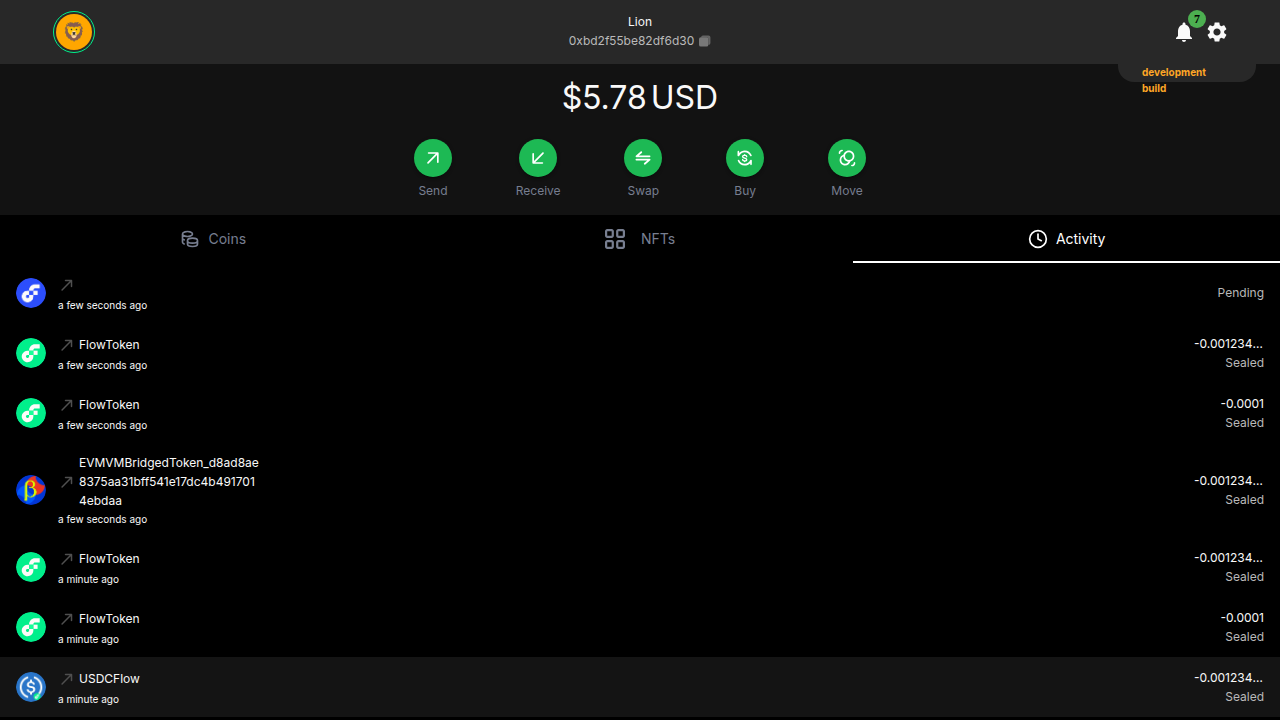 Lion
0xbd2f55be82df6d30
7
development
build
$5.78 USD
Send
Receive
Swap
Buy
Move
Coins
NFTs
Activity
a few seconds ago
Pending
FlowToken
-0.001234...
a few seconds ago
Sealed
FlowToken
-0.0001
a few seconds ago
Sealed
EVMVMBridgedToken_d8ad8ae
8375aa31bff541e17dc4b491701
4ebdaa
-0.001234...
a few seconds ago
Sealed
FlowToken
-0.001234...
a minute ago
Sealed
FlowToken
-0.0001
a minute ago
Sealed
USDCFlow
-0.001234...
a minute ago
Sealed